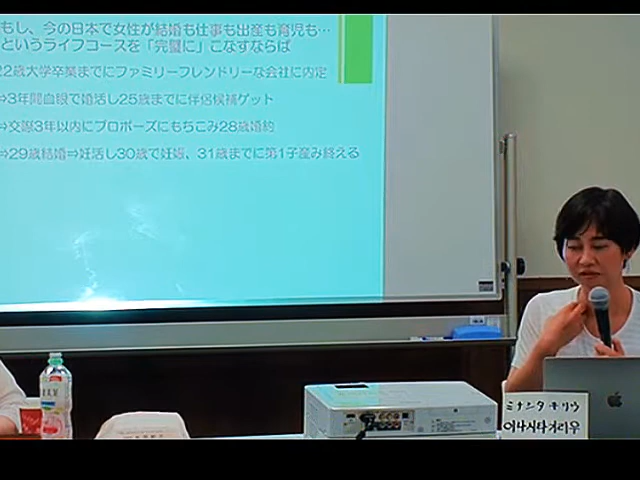 もし、今の日本で女性が結婚も仕事も出産も育児も…
というライフコースを「完璧に」こなすならば
22歳大学卒業までにファミリーフレンドリーな会社に内定
⇒3年間血眼で婚活し25歳までに伴侶候補ゲット
⇒交際3年以内にプロポーズにもちこみ28歳婚約
⇒29歳結婚⇒妊活し30歳で妊娠、31歳までに第1子産み終える
ミナシタキリウ
미나시타키리우